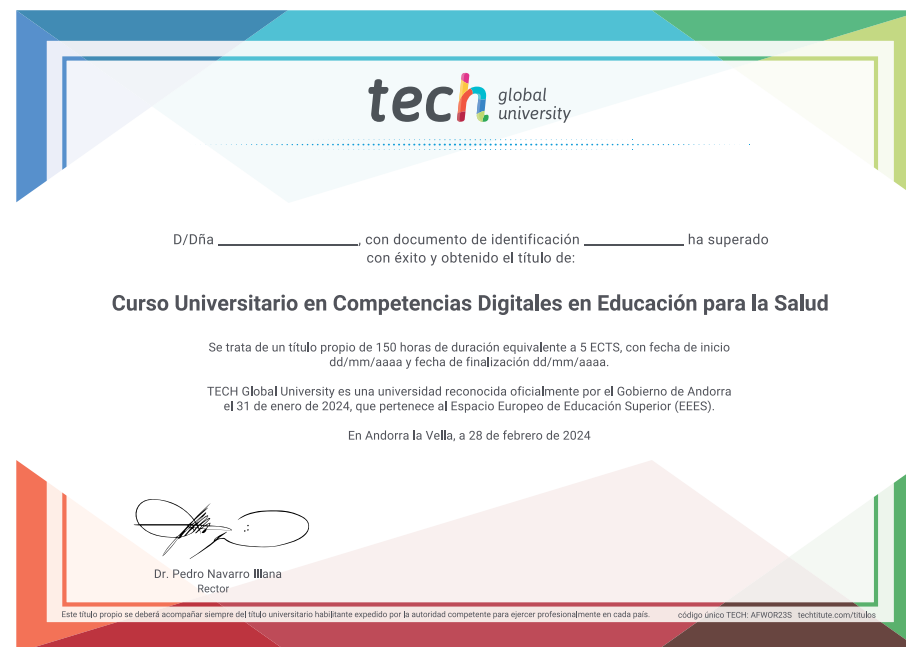 tech global university
D/Dña ____________________, con documento de identificación ______________ ha superado
con éxito y obtenido el título de:
Curso Universitario en Competencias Digitales en Educación para la Salud
Se trata de un título propio de 150 horas de duración equivalente a 5 ECTS, con fecha de inicio
dd/mm/aaaa y fecha de finalización dd/mm/aaaa.
TECH Global University es una universidad reconocida oficialmente por el Gobierno de Andorra
el 31 de enero de 2024, que pertenece al Espacio Europeo de Educación Superior (EEES).
En Andorra la Vella, a 28 de febrero de 2024
Dr. Pedro Navarro Illana
Rector
Este título propio se deberá acompañar siempre del título universitario habilitante expedido por la autoridad competente para ejercer profesionalmente en cada país.
código único TECH: AFWOR23S techtitute.com/titulos